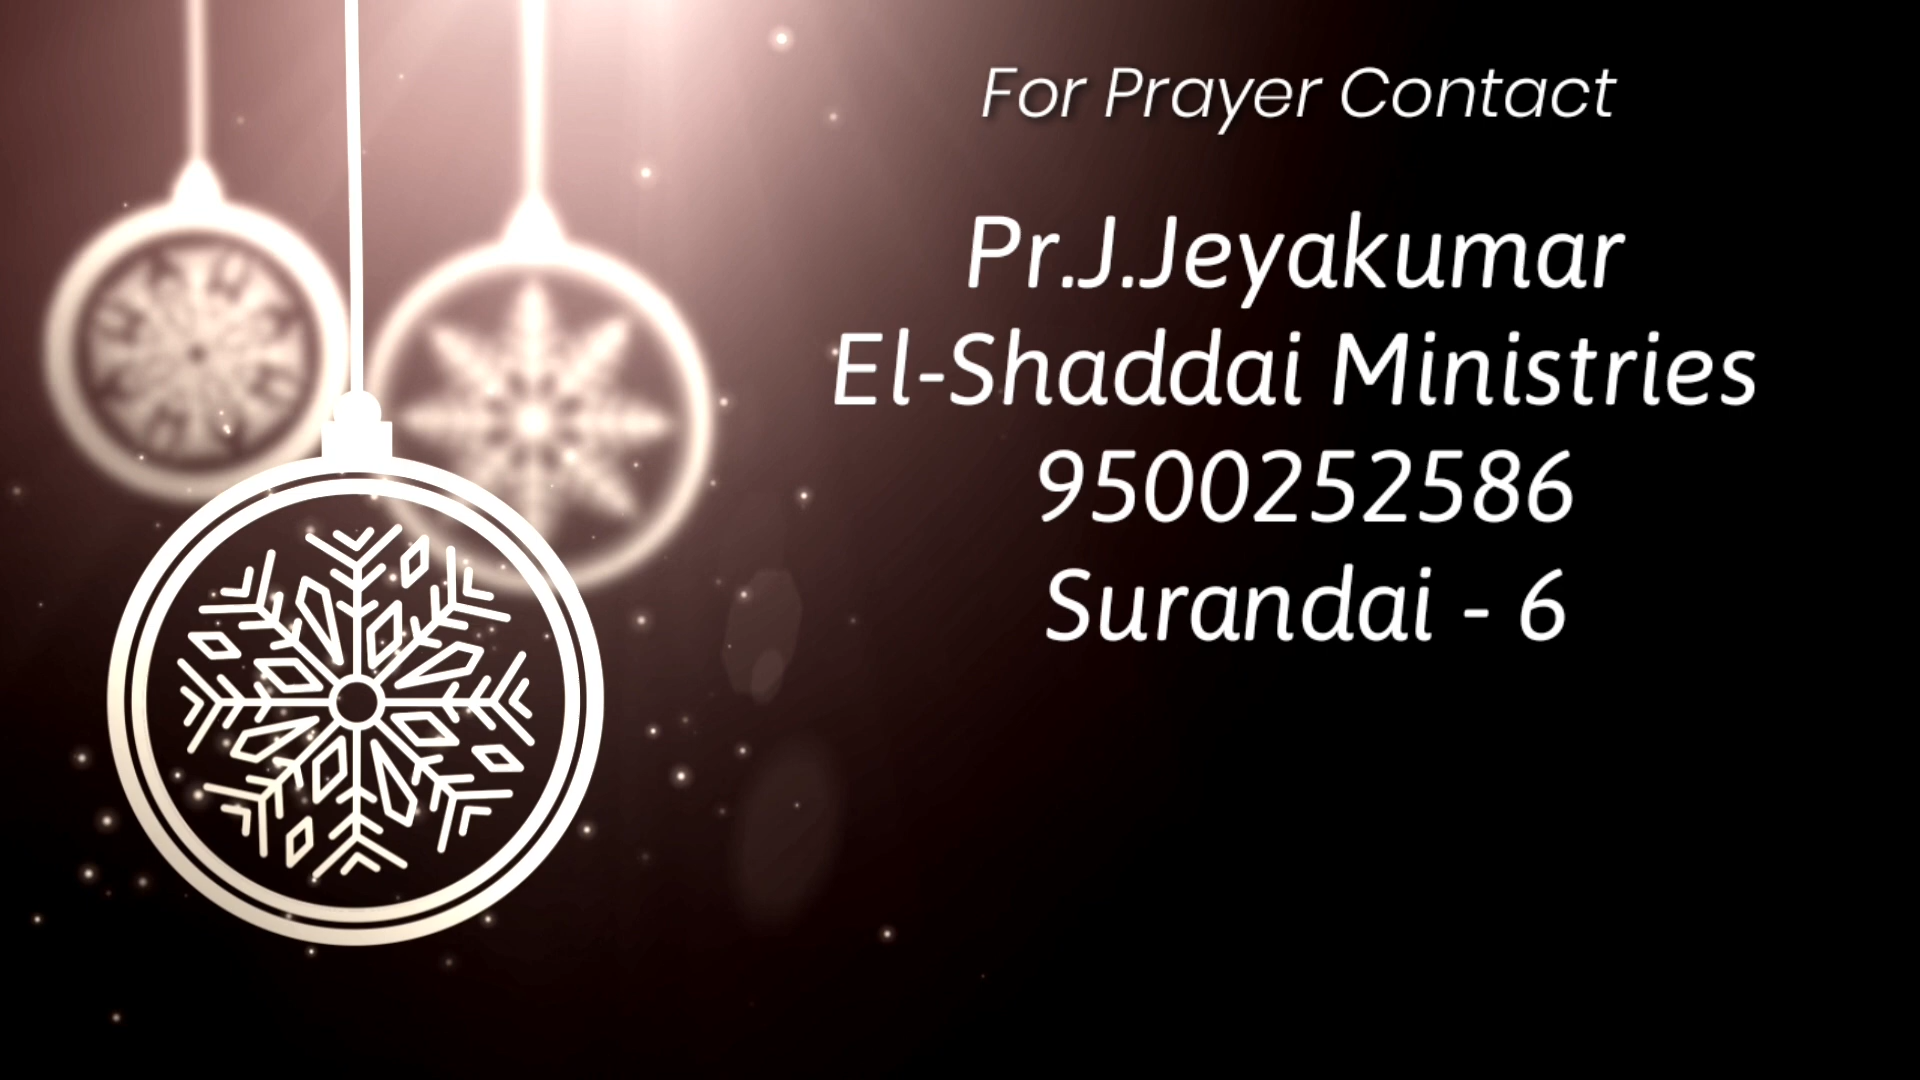 For Prayer Contact
Pr.J.Jeyakumar
El-Shaddai Ministries
9500252586
Surandai - 6